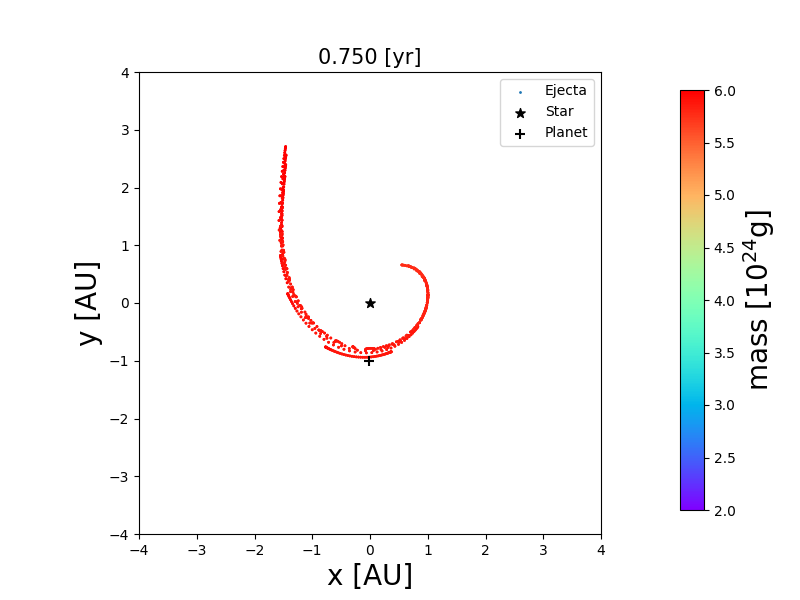 0.750 [yr]
Ejecta
Star
Planet
4
3
2
1
0
−1
−2
−3
−4
y [AU]
−4 −3 −2 −1 0 1 2 3 4
x [AU]
6.0
5.5
5.0
4.5
4.0
3.5
3.0
2.5
2.0
mass [10²⁴g]